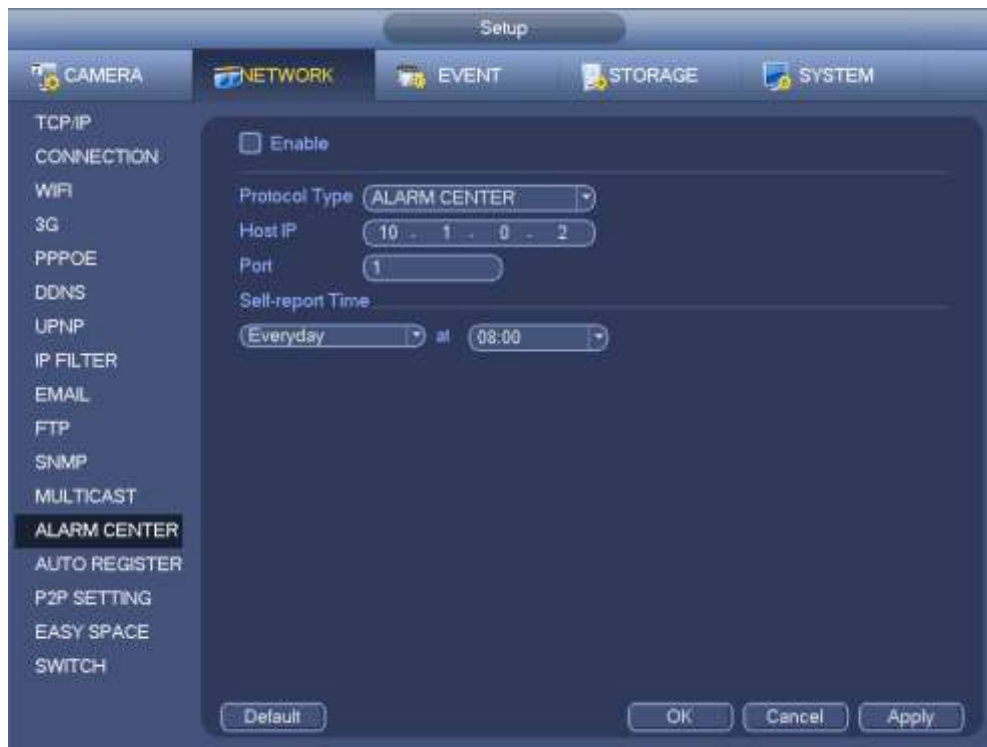 Setup
CAMERA NETWORK EVENT STORAGE SYSTEM
TCP/IP
CONNECTION
WIFI
3G
PPPOE
DDNS
UPNP
IP FILTER
EMAIL
FTP
SNMP
MULTICAST
ALARM CENTER
AUTO REGISTER
P2P SETTING
EASY SPACE
SWITCH
Enable
Protocol Type ALARM CENTER
Host IP 10 . 1 . 0 . 2
Port 1
Self-report Time
Everyday at 08:00
Default OK Cancel Apply